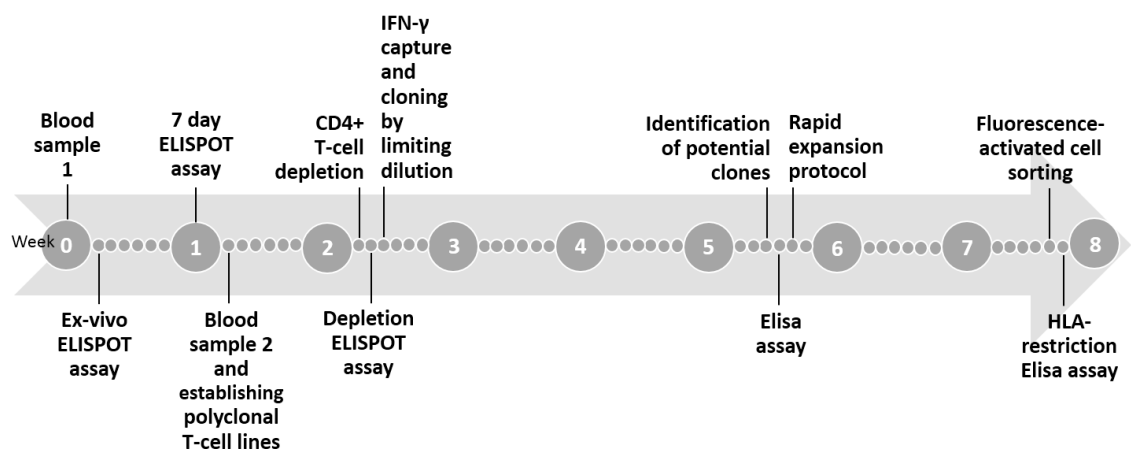 Blood
sample
1
7 day
ELISPOT
assay
CD4+
T-cell
depletion
IFN-γ
capture
and
cloning
by
limiting
dilution
Identification
of potential
clones
Rapid
expansion
protocol
Fluorescence-
activated cell
sorting
Week 0 1 2 3 4 5 6 7 8
Ex-vivo
ELISPOT
assay
Blood
sample 2
and
establishing
polyclonal
T-cell lines
Depletion
ELISPOT
assay
Elisa
assay
HLA-
restriction
Elisa assay